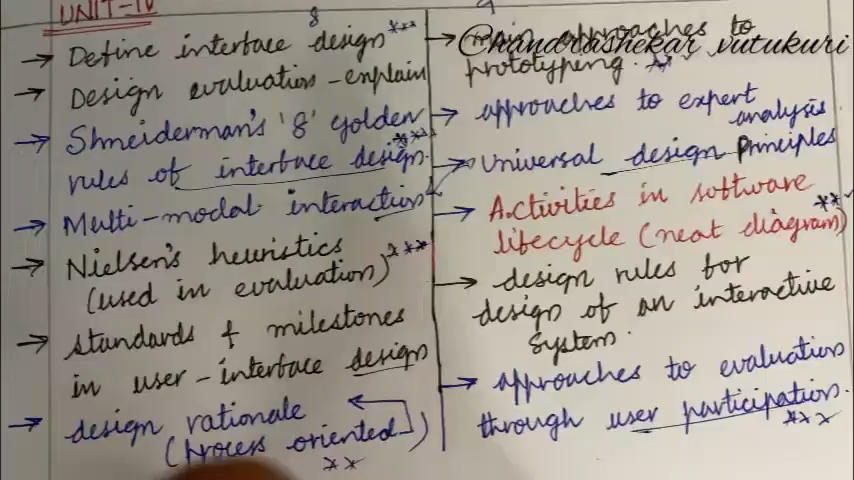 UNIT-IV
8
→ Define interface design ***
→ Design evaluation - explain
→ Shneiderman's '8' golden
rules of interface design. ****
→ Multi-modal interaction
→ Nielsen's heuristics
(used in evaluation) ***
→ standards & milestones
in user-interface design
→ design rationale
(process oriented)
**
→ main approaches to
@chandrashekar vutukuri
prototyping. **
→ approaches to expert
analysis
→ Universal design Principles
→ Activities in software
lifecycle (neat diagram) **
→ design rules for
design of an interactive
system.
→ approaches to evaluation
through user participation.
***